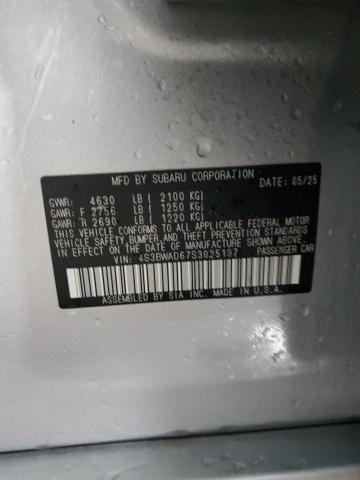 MFD BY SUBARU CORPORATION DATE: 05/25
GVWR: 4630 LB ( 2100 KG)
GAWR: F 2756 LB ( 1250 KG)
GAWR: R 2690 LB ( 1220 KG)
THIS VEHICLE CONFORMS TO ALL APPLICABLE FEDERAL MOTOR
VEHICLE SAFETY, BUMPER AND THEFT PREVENTION STANDARDS
IN EFFECT ON THE DATE OF MANUFACTURE SHOWN ABOVE.
VIN: 4S3BWAD67S3025197 PASSENGER CAR
ASSEMBLED BY SIA INC. MADE IN U.S.A.